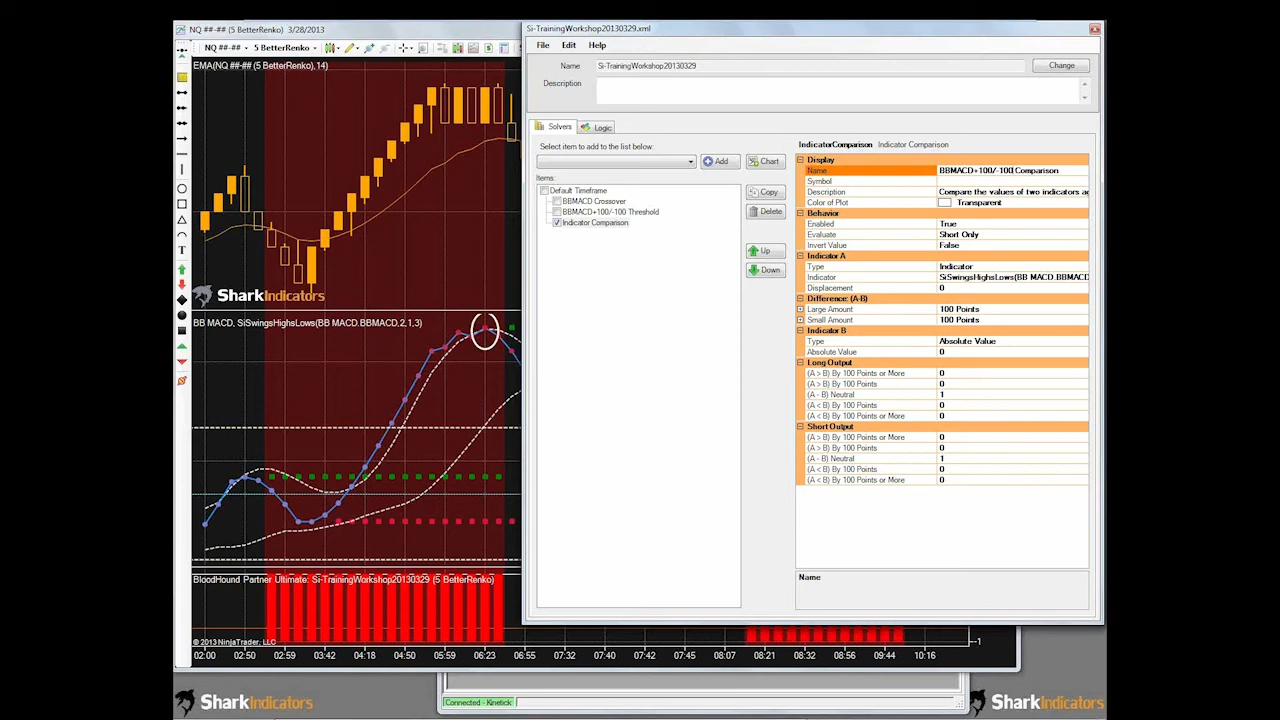 NQ ##-## (5 BetterRenko) 3/28/2013
NQ ##-## 5 BetterRenko
EMA(NQ ##-## (5 BetterRenko),14)
SharkIndicators
BB MACD, SiSwingsHighsLows(BB MACD.BBMACD,2,1,3)
BloodHound Partner Ultimate: Si-TrainingWorkshop20130329 (5 BetterRenko)
© 2013 NinjaTrader, LLC
-1
02:00 02:50 02:59 03:42 04:18 04:50 06:23 06:55 07:32 07:40 07:45 08:07 08:21 08:56 09:44 10:16
Si-TrainingWorkshop20130329.xml
File Edit Help
Name Si-TrainingWorkshop20130329 Change
Description
Solvers Logic
Select item to add to the list below:
Add Chart
Items:
Default Timeframe
BBMACD Crossover
BBMACD+100/-100 Threshold
Indicator Comparison
Copy
Delete
Up
Down
IndicatorComparison Indicator Comparison
Display
Name BBMACD+100/-100 Comparison
Symbol
Description Compare the values of two indicators ag
Color of Plot Transparent
Behavior
Enabled True
Evaluate Short Only
Invert Value False
Indicator A
Type Indicator
Indicator SiSwingsHighsLows(BB MACD.BBMACD
Displacement 0
Difference: (A-B)
Large Amount 100 Points
Small Amount 100 Points
Indicator B
Type Absolute Value
Absolute Value 0
Long Output
(A > B) By 100 Points or More 0
(A > B) By 100 Points 0
(A - B) Neutral 1
(A < B) By 100 Points 0
(A < B) By 100 Points or More 0
Short Output
(A > B) By 100 Points or More 0
(A > B) By 100 Points 0
(A - B) Neutral 1
(A < B) By 100 Points 0
(A < B) By 100 Points or More 0
Name
SharkIndicators
Connected - Kinetick
SharkIndicators